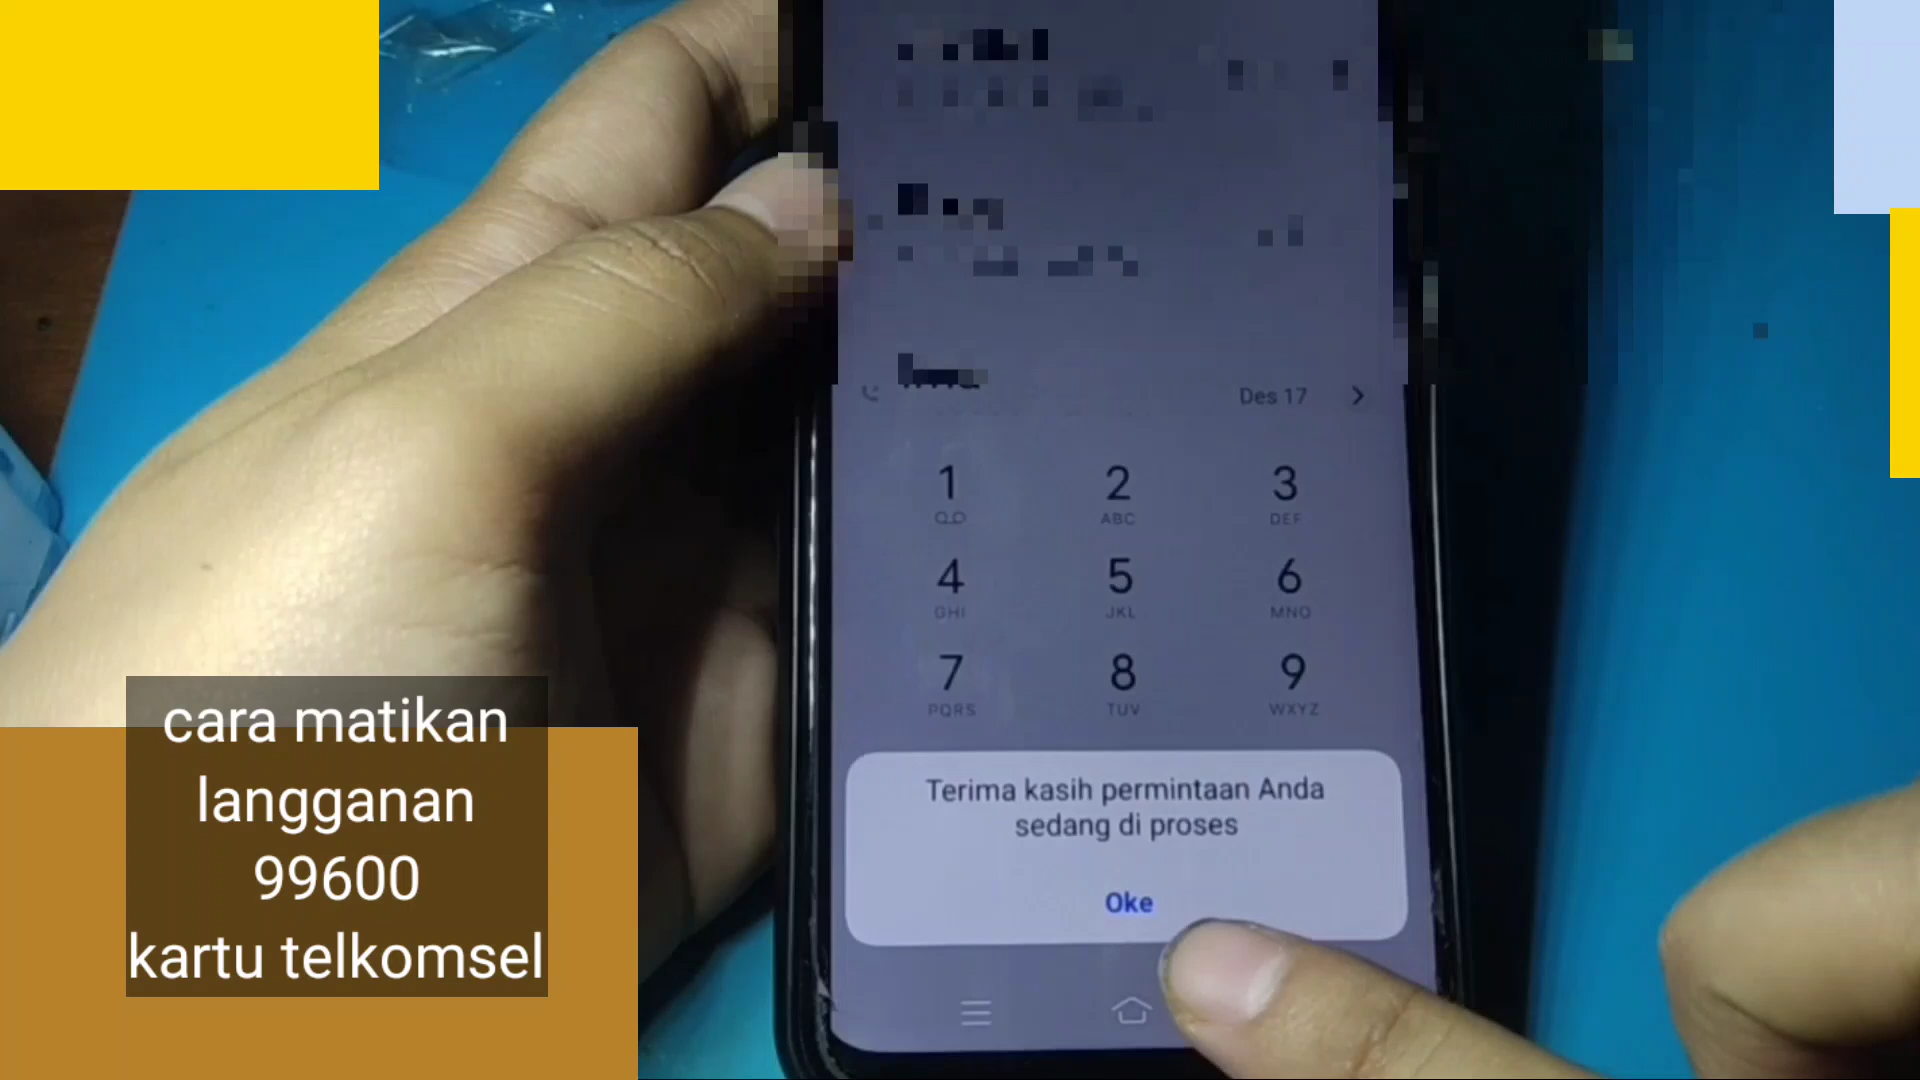 Des 17
1 2 3
ABC DEF
4 5 6
GHI JKL MNO
7 8 9
PQRS TUV WXYZ
Terima kasih permintaan Anda
sedang di proses
Oke
cara matikan
langganan
99600
kartu telkomsel